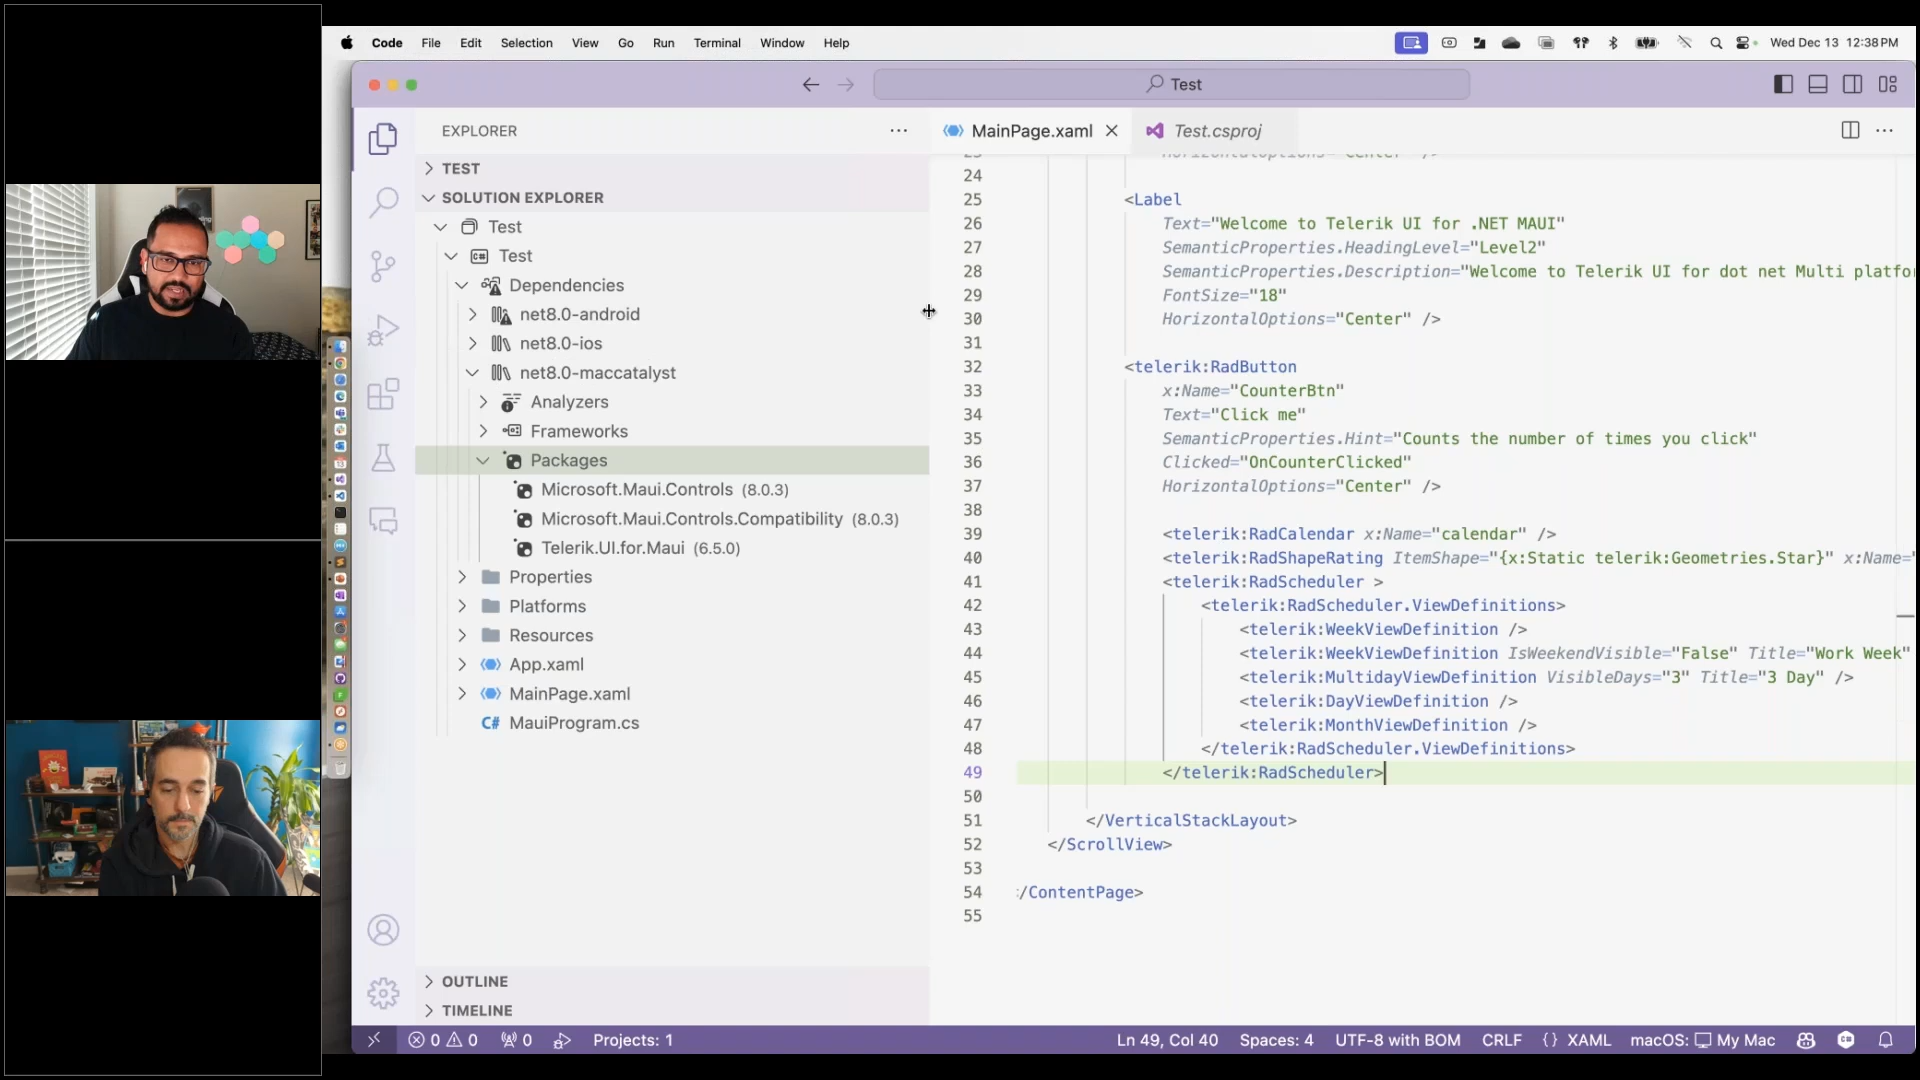 Code File Edit Selection View Go Run Terminal Window Help
Wed Dec 13 12:38 PM
Test
EXPLORER
TEST
SOLUTION EXPLORER
Test
Test
Dependencies
net8.0-android
net8.0-ios
net8.0-maccatalyst
Analyzers
Frameworks
Packages
Microsoft.Maui.Controls (8.0.3)
Microsoft.Maui.Controls.Compatibility (8.0.3)
Telerik.UI.for.Maui (6.5.0)
Properties
Platforms
Resources
App.xaml
MainPage.xaml
C# MauiProgram.cs
OUTLINE
TIMELINE
MainPage.xaml
Test.csproj
23 HorizontalOptions="Center" />
24
25 <Label
26 Text="Welcome to Telerik UI for .NET MAUI"
27 SemanticProperties.HeadingLevel="Level2"
28 SemanticProperties.Description="Welcome to Telerik UI for dot net Multi platfo
29 FontSize="18"
30 HorizontalOptions="Center" />
31
32 <telerik:RadButton
33 x:Name="CounterBtn"
34 Text="Click me"
35 SemanticProperties.Hint="Counts the number of times you click"
36 Clicked="OnCounterClicked"
37 HorizontalOptions="Center" />
38
39 <telerik:RadCalendar x:Name="calendar" />
40 <telerik:RadShapeRating ItemShape="{x:Static telerik:Geometries.Star}" x:Name="
41 <telerik:RadScheduler >
42 <telerik:RadScheduler.ViewDefinitions>
43 <telerik:WeekViewDefinition />
44 <telerik:WeekViewDefinition IsWeekendVisible="False" Title="Work Week"
45 <telerik:MultidayViewDefinition VisibleDays="3" Title="3 Day" />
46 <telerik:DayViewDefinition />
47 <telerik:MonthViewDefinition />
48 </telerik:RadScheduler.ViewDefinitions>
49 </telerik:RadScheduler>
50
51 </VerticalStackLayout>
52 </ScrollView>
53
54 /ContentPage>
55
0 0 0 Projects: 1
Ln 49, Col 40 Spaces: 4 UTF-8 with BOM CRLF {} XAML macOS: My Mac